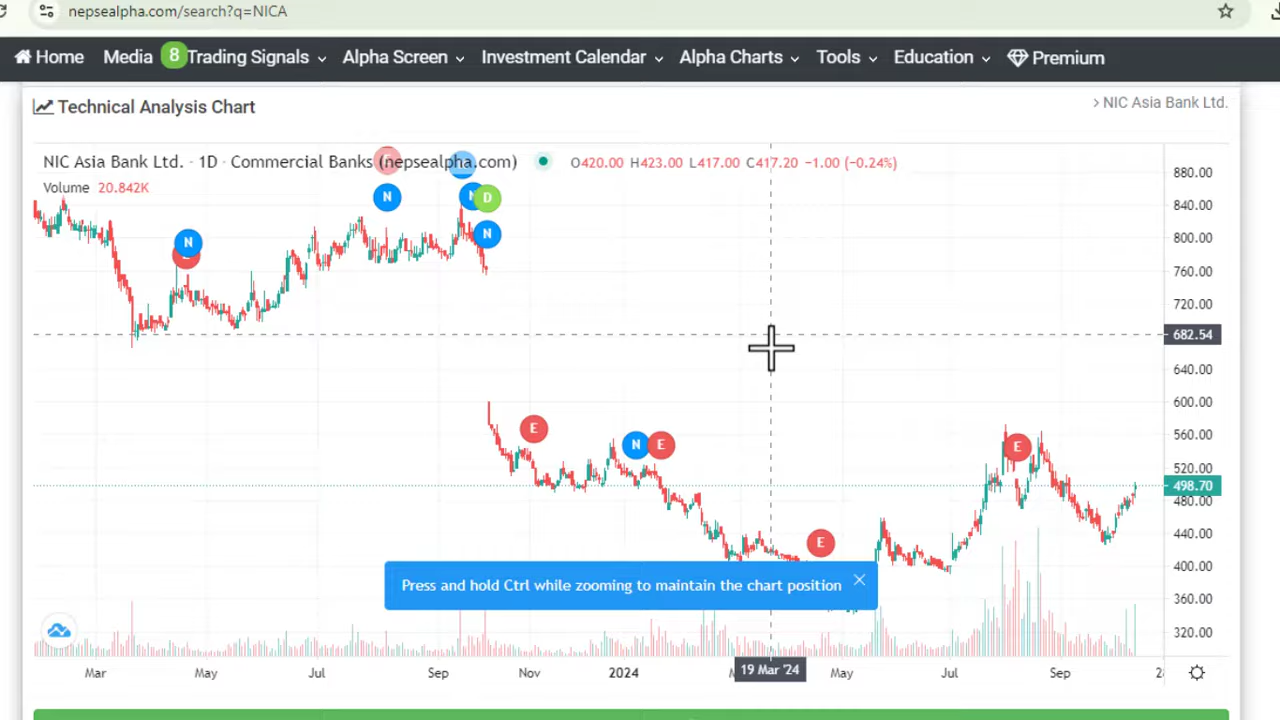 nepsealpha.com/search?q=NICA
Home Media 8 Trading Signals Alpha Screen Investment Calendar Alpha Charts Tools Education Premium
Technical Analysis Chart
> NIC Asia Bank Ltd.
NIC Asia Bank Ltd. · 1D · Commercial Banks (nepsealpha.com) O420.00 H423.00 L417.00 C417.20 −1.00 (−0.24%)
Volume 20.842K
N
N
N
D
N
E
N
E
E
E
880.00
840.00
800.00
760.00
720.00
682.54
640.00
600.00
560.00
520.00
498.70
480.00
440.00
400.00
360.00
320.00
Press and hold Ctrl while zooming to maintain the chart position
Mar May Jul Sep Nov 2024 19 Mar '24 May Jul Sep